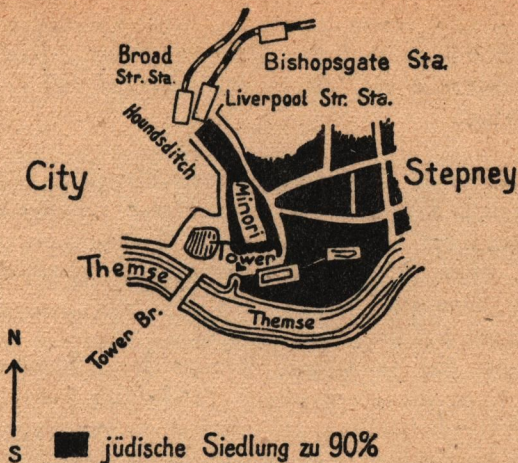 Broad
Str. Sta.
Bishopsgate Sta.
Liverpool Str. Sta.
Houndsditch
City
Stepney
Minori
Tower
Themse
Themse
Tower Br.
N
S
jüdische Siedlung zu 90%